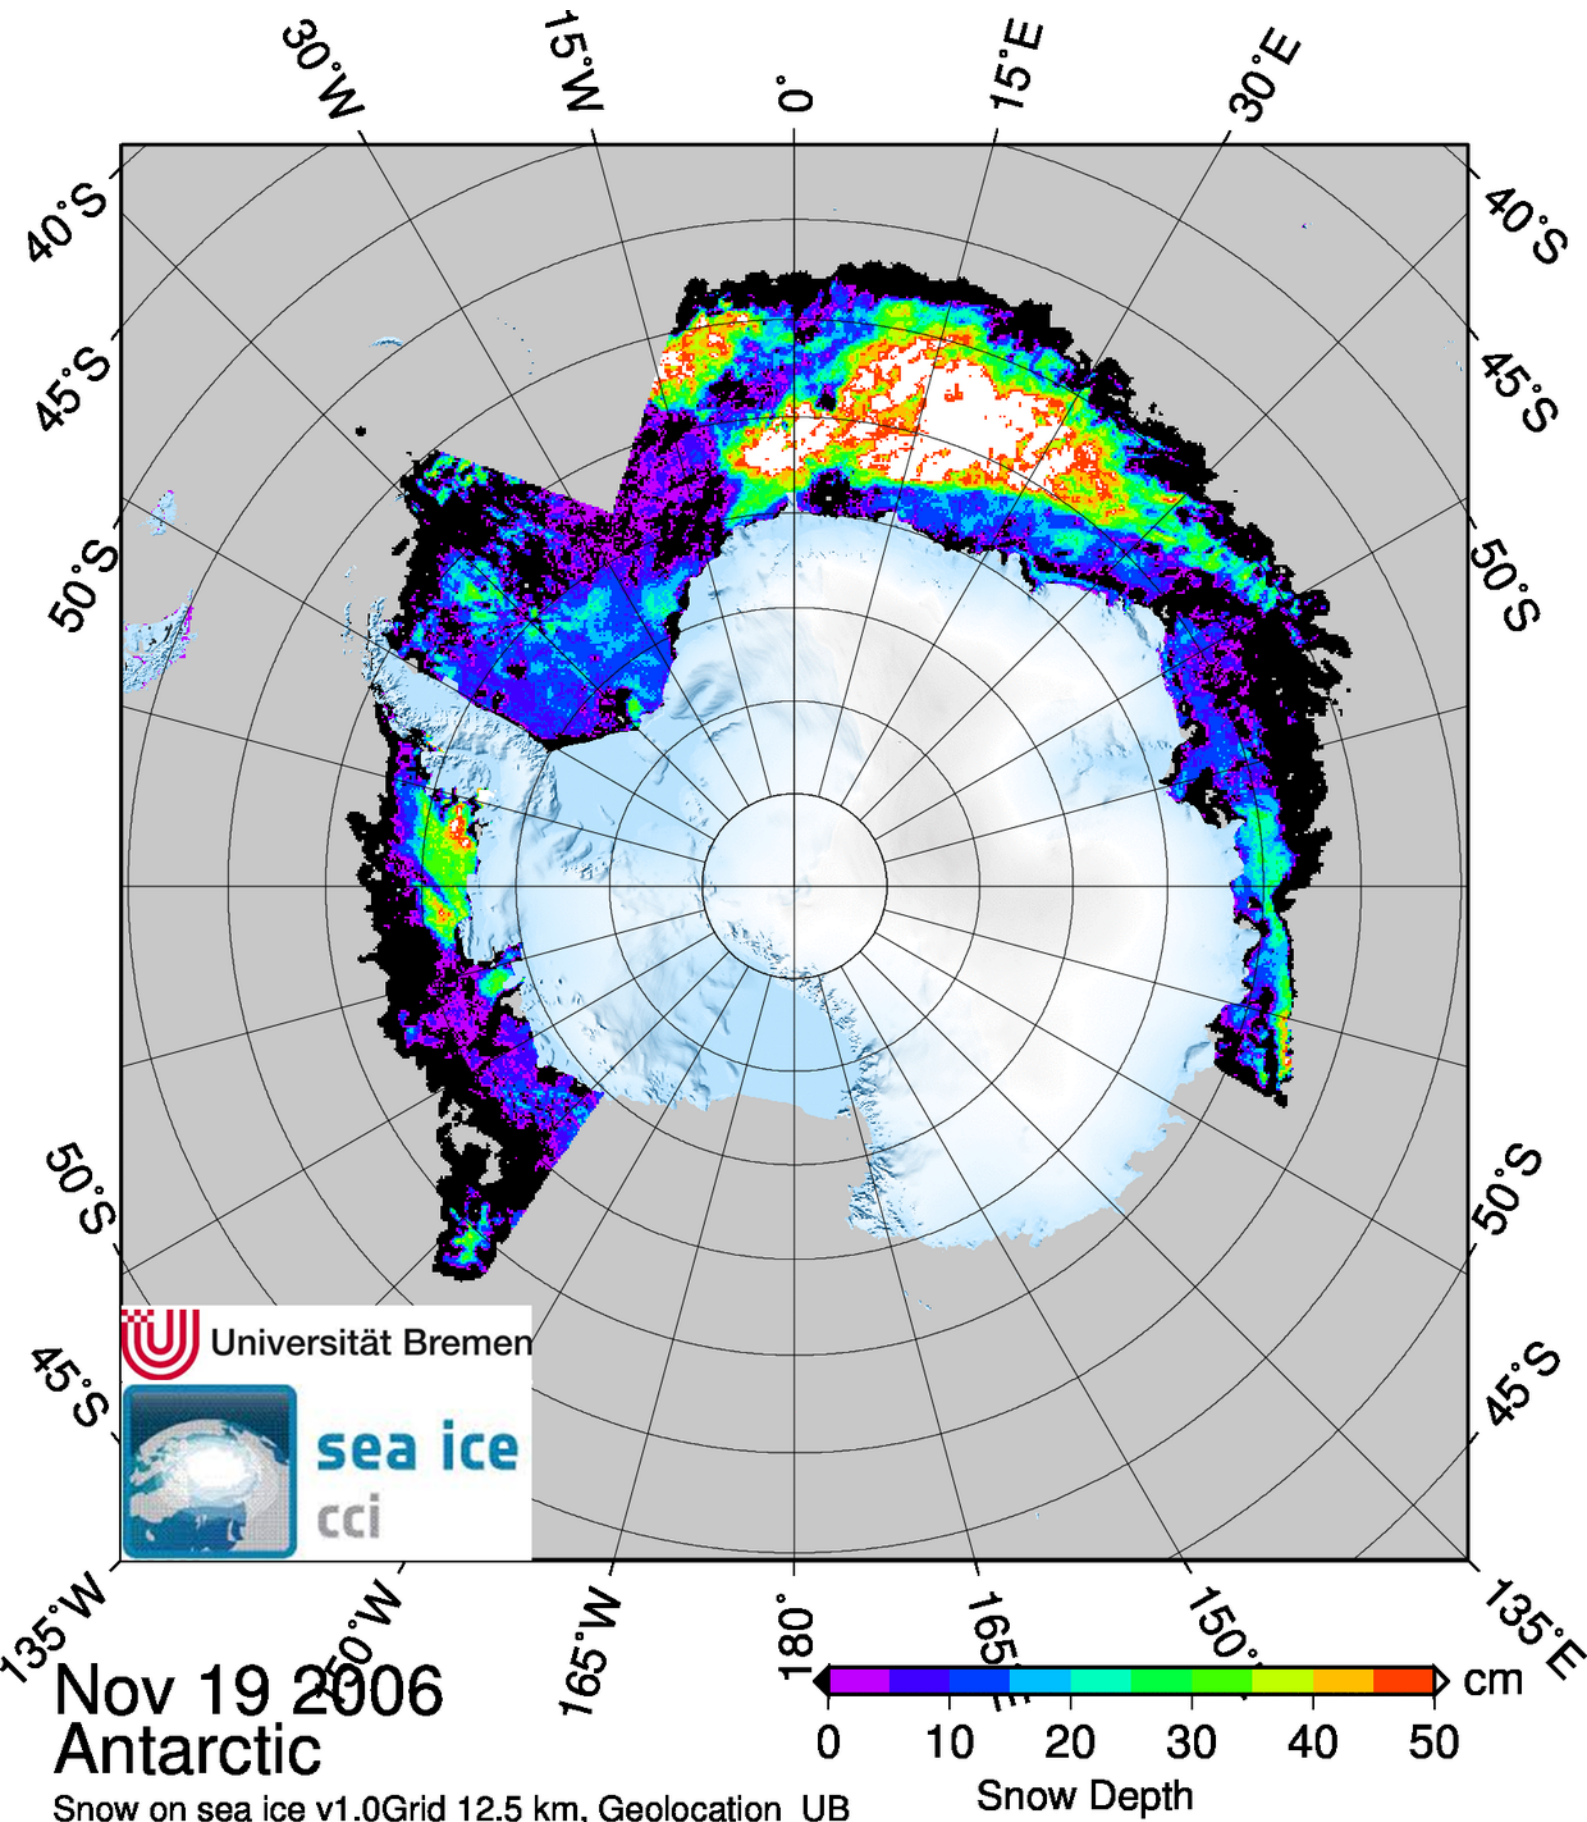 30°W 15°W 0° 15°E 30°E
40°S 40°S
45°S 45°S
50°S 50°S
50°S 50°S
45°S 45°S
Universität Bremen
sea ice
cci
135°W 165°W 180° 135°E
Nov 19 2006
Antarctic
Snow on sea ice v1.0Grid 12.5 km, Geolocation UB
cm
0 10 20 30 40 50
Snow Depth